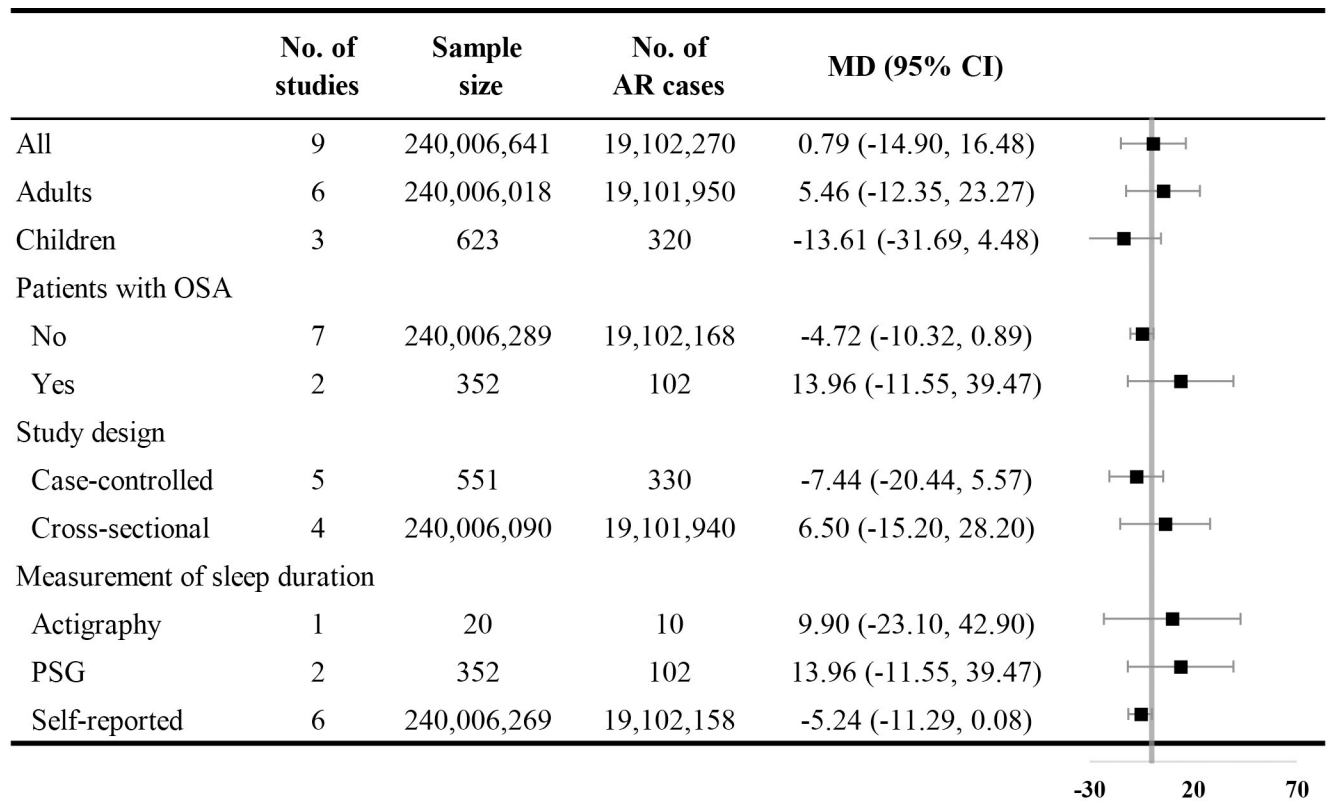 No. of studies Sample size No. of AR cases MD (95% CI)
All 9 240,006,641 19,102,270 0.79 (-14.90, 16.48)
Adults 6 240,006,018 19,101,950 5.46 (-12.35, 23.27)
Children 3 623 320 -13.61 (-31.69, 4.48)
Patients with OSA
No 7 240,006,289 19,102,168 -4.72 (-10.32, 0.89)
Yes 2 352 102 13.96 (-11.55, 39.47)
Study design
Case-controlled 5 551 330 -7.44 (-20.44, 5.57)
Cross-sectional 4 240,006,090 19,101,940 6.50 (-15.20, 28.20)
Measurement of sleep duration
Actigraphy 1 20 10 9.90 (-23.10, 42.90)
PSG 2 352 102 13.96 (-11.55, 39.47)
Self-reported 6 240,006,269 19,102,158 -5.24 (-11.29, 0.08)
-30 20 70